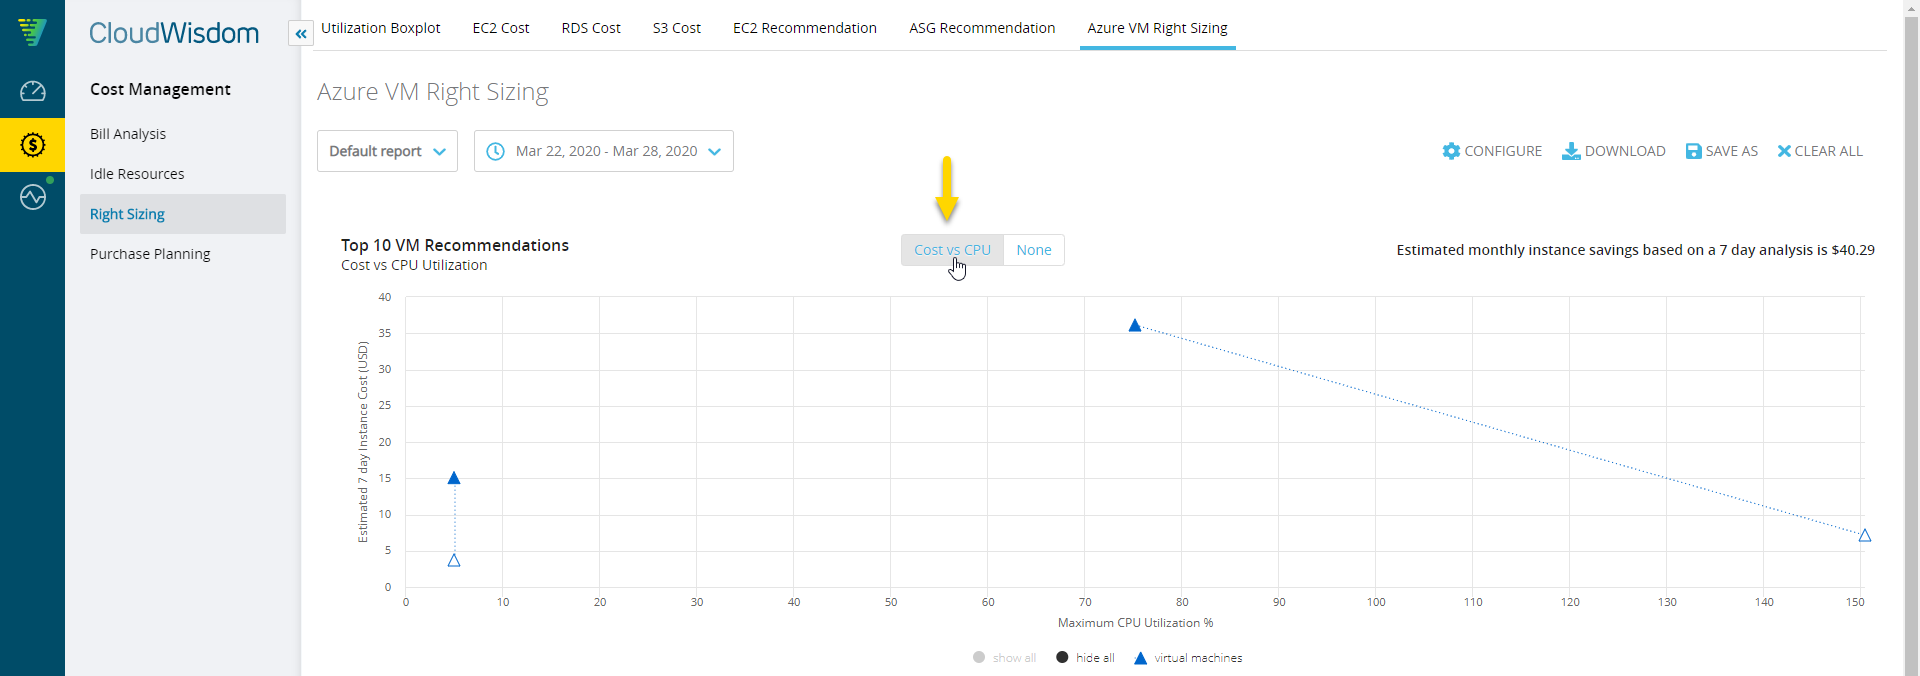 CloudWisdom
Cost Management
Bill Analysis
Idle Resources
Right Sizing
Purchase Planning
«
Utilization Boxplot EC2 Cost RDS Cost S3 Cost EC2 Recommendation ASG Recommendation Azure VM Right Sizing
Azure VM Right Sizing
Default report Mar 22, 2020 - Mar 28, 2020 CONFIGURE DOWNLOAD SAVE AS CLEAR ALL
Top 10 VM Recommendations
Cost vs CPU Utilization
Cost vs CPU None
Estimated monthly instance savings based on a 7 day analysis is $40.29
Estimated 7 day Instance Cost (USD)
40
35
30
25
20
15
10
5
0
0 10 20 30 40 50 60 70 80 90 100 110 120 130 140 150
Maximum CPU Utilization %
show all hide all virtual machines